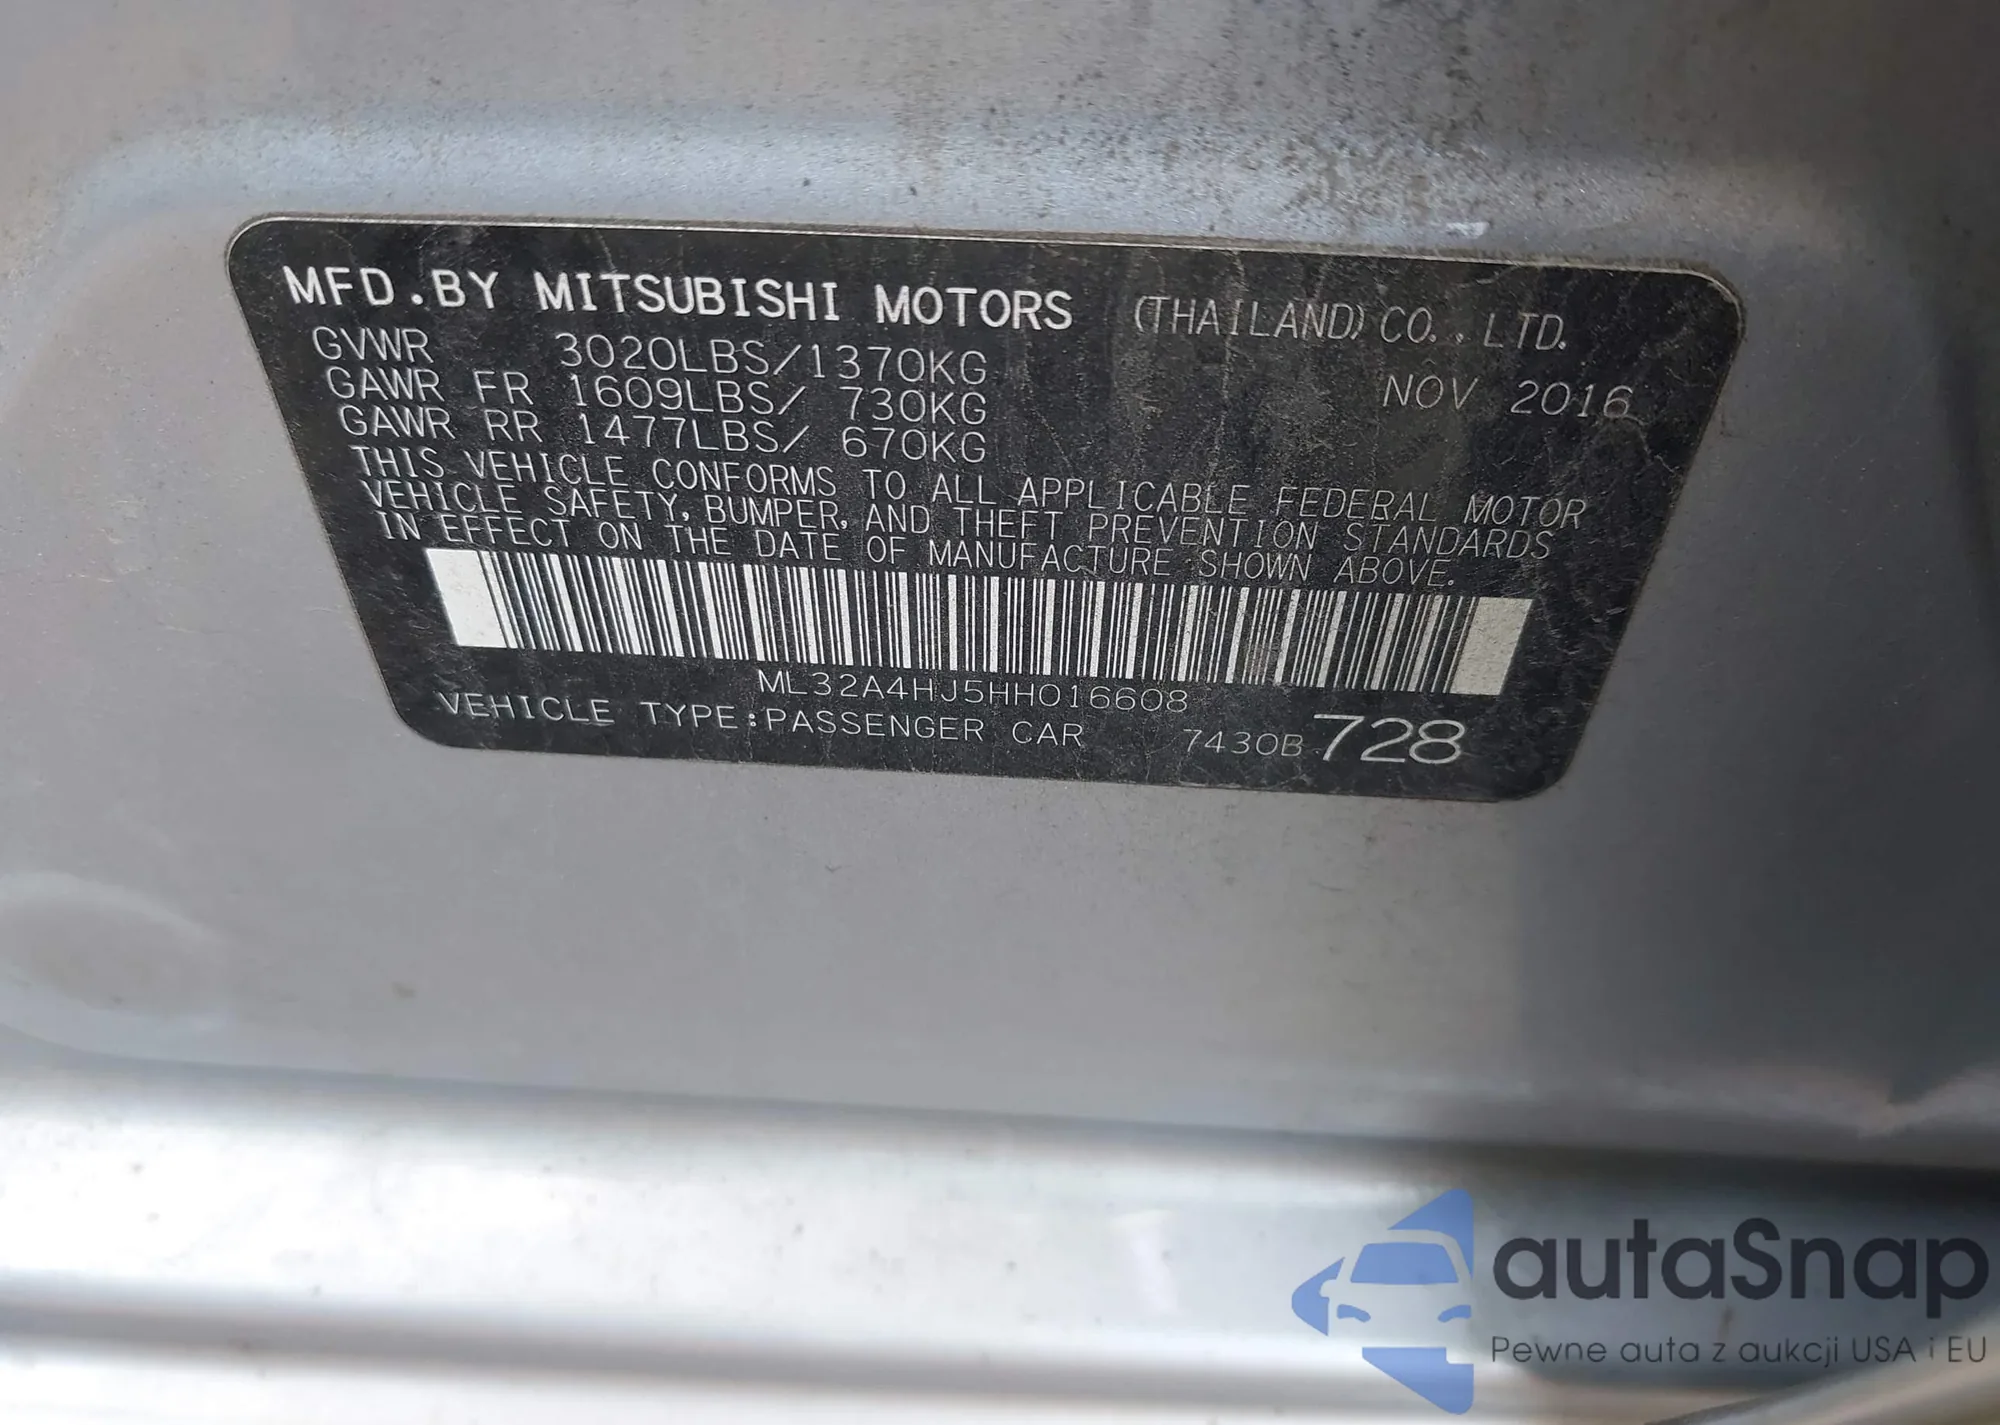 MFD.BY MITSUBISHI MOTORS (THAILAND) CO., LTD.
GVWR 3020LBS/1370KG NOV 2016
GAWR FR 1609LBS/ 730KG
GAWR RR 1477LBS/ 670KG
THIS VEHICLE CONFORMS TO ALL APPLICABLE FEDERAL MOTOR
VEHICLE SAFETY, BUMPER, AND THEFT PREVENTION STANDARDS
IN EFFECT ON THE DATE OF MANUFACTURE SHOWN ABOVE.
ML32A4HJ5HH016608
VEHICLE TYPE:PASSENGER CAR 7430B 728
autaSnap
Pewne auta z aukcji USA i EU